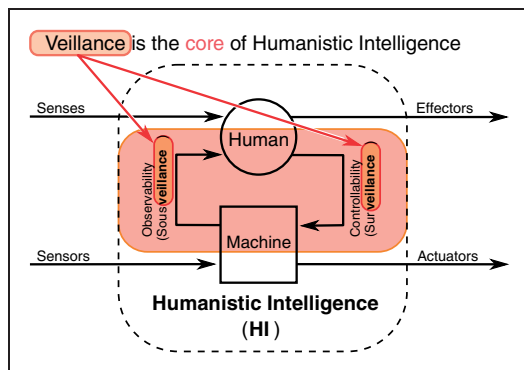 Veillance is the core of Humanistic Intelligence
Senses
Effectors
Human
Observability
(Sousveillance
Controllability
(Surveillance
Machine
Sensors
Actuators
Humanistic Intelligence
(HI)